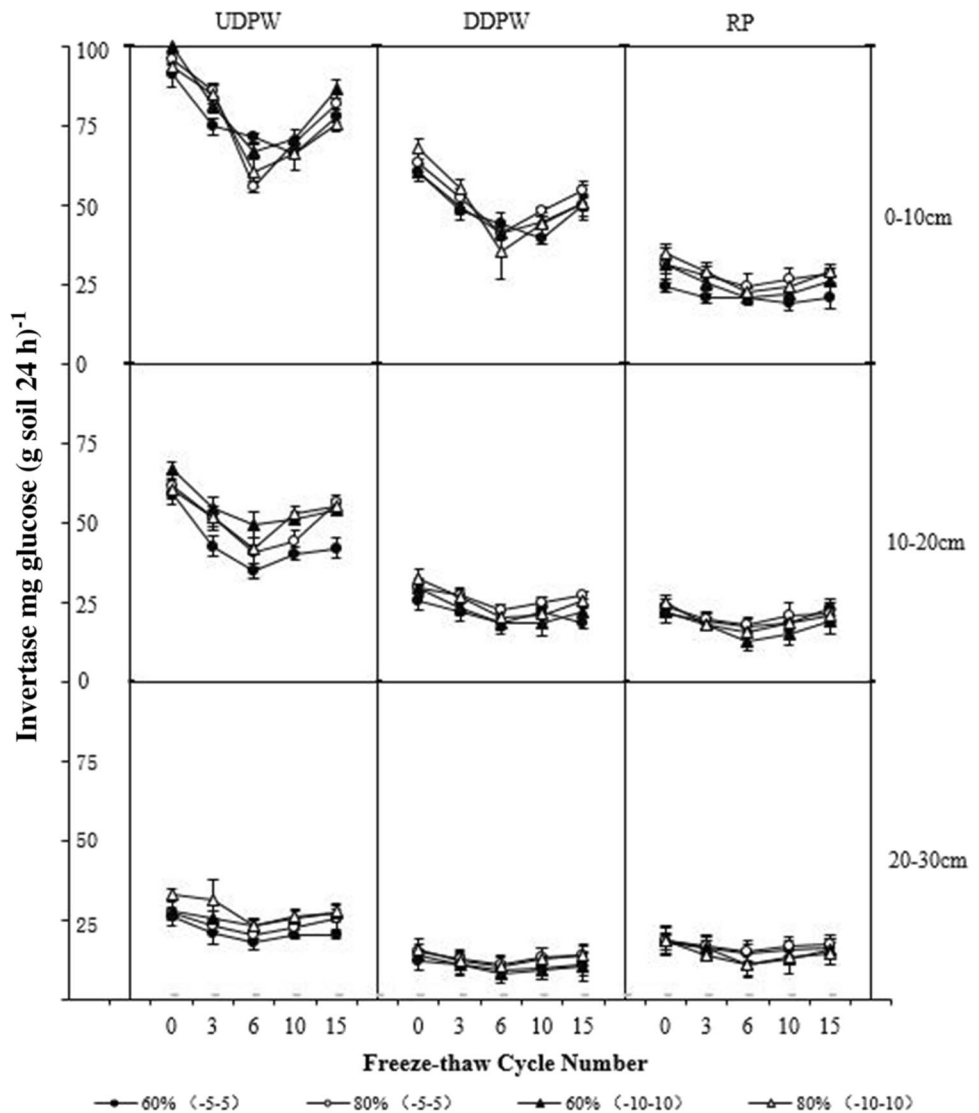 UDPW DDPW RP
100
75
50
25
0
0-10cm
75
50
25
0
10-20cm
75
50
25
20-30cm
Invertase mg glucose (g soil 24 h)-1
0 3 6 10 15 0 3 6 10 15 0 3 6 10 15
Freeze-thaw Cycle Number
60% (-5-5) 80% (-5-5) 60% (-10-10) 80% (-10-10)